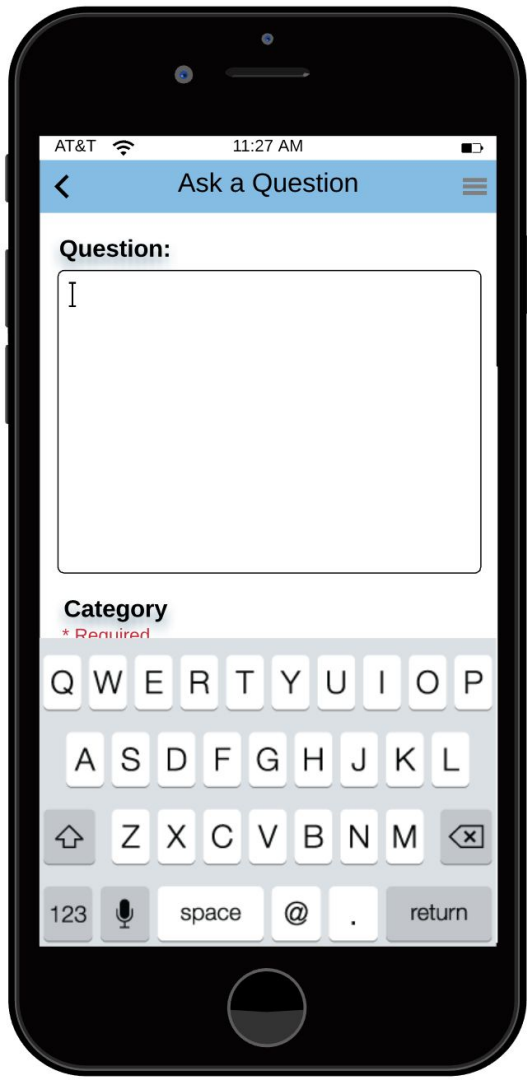 AT&T 11:27 AM
Ask a Question
Question:
Category
* Required
Q W E R T Y U I O P
A S D F G H J K L
Z X C V B N M
123 space @ . return